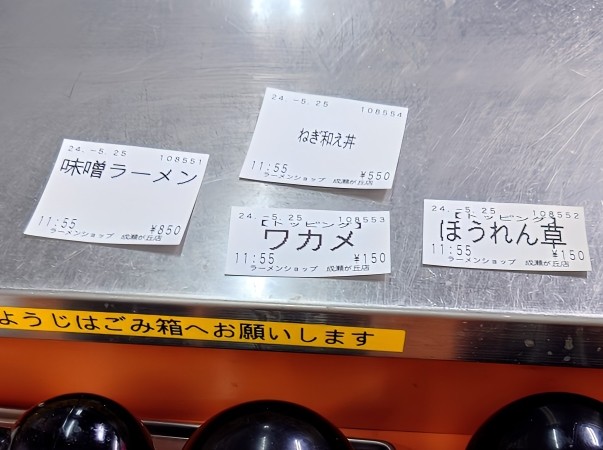 24.-5.25 108551
味噌ラーメン
11:55 ¥850
ラーメンショップ 成瀬が丘店
24.-5.25 108554
ねぎ和え丼
11:55 ¥550
ラーメンショップ 成瀬が丘店
24.-5.25 108553
【トッピング】
ワカメ
11:55 ¥150
ラーメンショップ 成瀬が丘店
24.-5.25 108552
【トッピング】
ほうれん草
11:55 ¥150
ラーメンショップ 成瀬が丘店
ようじはごみ箱へお願いします